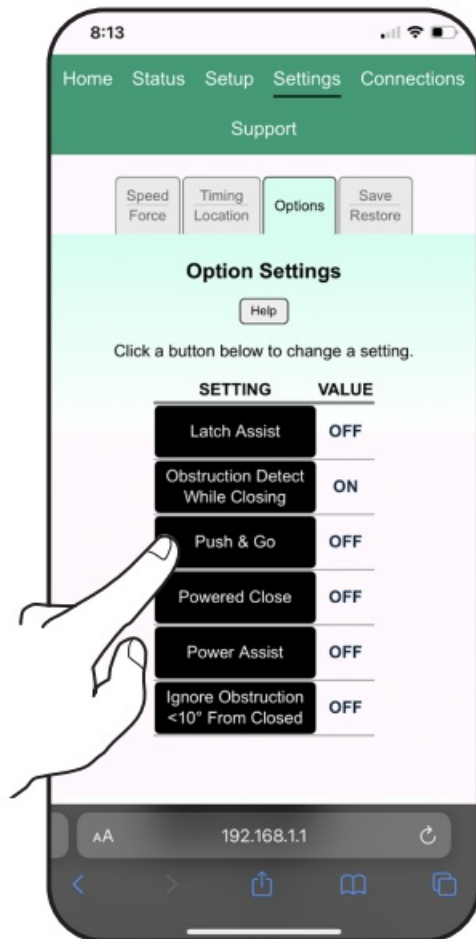 8:13
Home Status Setup Settings Connections
Support
Speed
Force
Timing
Location
Options
Save
Restore
Option Settings
Help
Click a button below to change a setting.
SETTING VALUE
Latch Assist OFF
Obstruction Detect
While Closing
ON
Push & Go OFF
Powered Close OFF
Power Assist OFF
Ignore Obstruction
<10° From Closed
OFF
AA 192.168.1.1